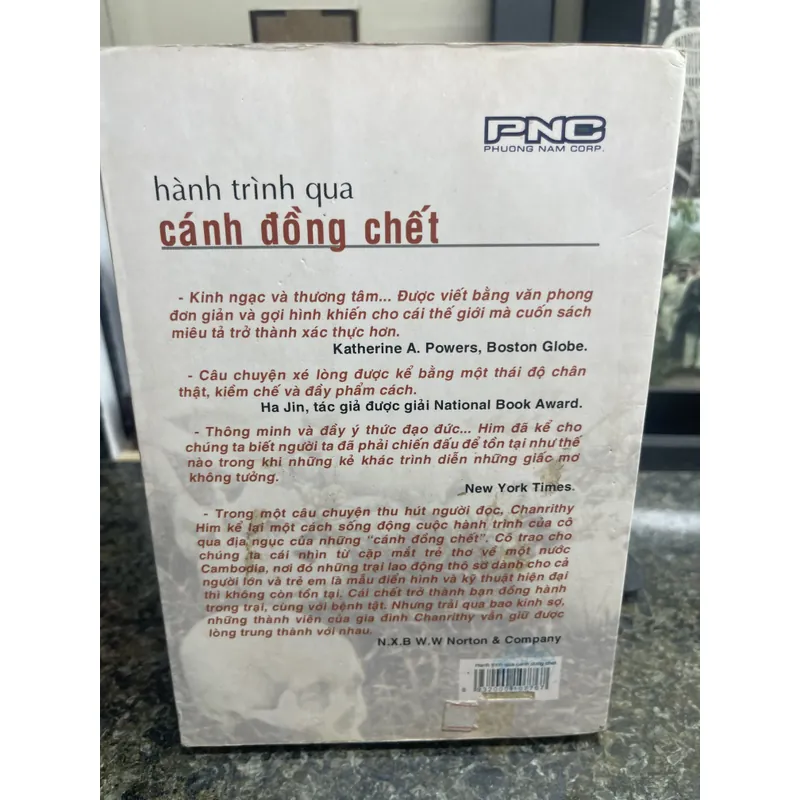 PNC
PHUONG NAM CORP.
hành trình qua
cánh đồng chết
- Kinh ngạc và thương tâm... Được viết bằng văn phong
đơn giản và gợi hình khiến cho cái thế giới mà cuốn sách
miêu tả trở thành xác thực hơn.
Katherine A. Powers, Boston Globe.
- Câu chuyện xé lòng được kể bằng một thái độ chân
thật, kiềm chế và đầy phẩm cách.
Ha Jin, tác giả được giải National Book Award.
- Thông minh và đầy ý thức đạo đức... Him đã kể cho
chúng ta biết người ta đã phải chiến đấu để tồn tại như thế
nào trong khi những kẻ khác trình diễn những giấc mơ
không tưởng.
New York Times.
- Trong một câu chuyện thu hút người đọc, Chanrithy
Him kể lại một cách sống động cuộc hành trình của cô
qua địa ngục của những "cánh đồng chết". Cô trao cho
chúng ta cái nhìn từ cặp mắt trẻ thơ về một nước
Cambodia, nơi đó những trại lao động thô sơ dành cho cả
người lớn và trẻ em là mẫu điển hình và kỹ thuật hiện đại
thì không còn tồn tại. Cái chết trở thành bạn đồng hành
trong trại, cùng với bệnh tật. Nhưng trải qua bao kinh sợ,
những thành viên của gia đình Chanrithy vẫn giữ được
lòng trung thành với nhau.
N.X.B W.W Norton & Company
Hành trình qua cánh đồng chết